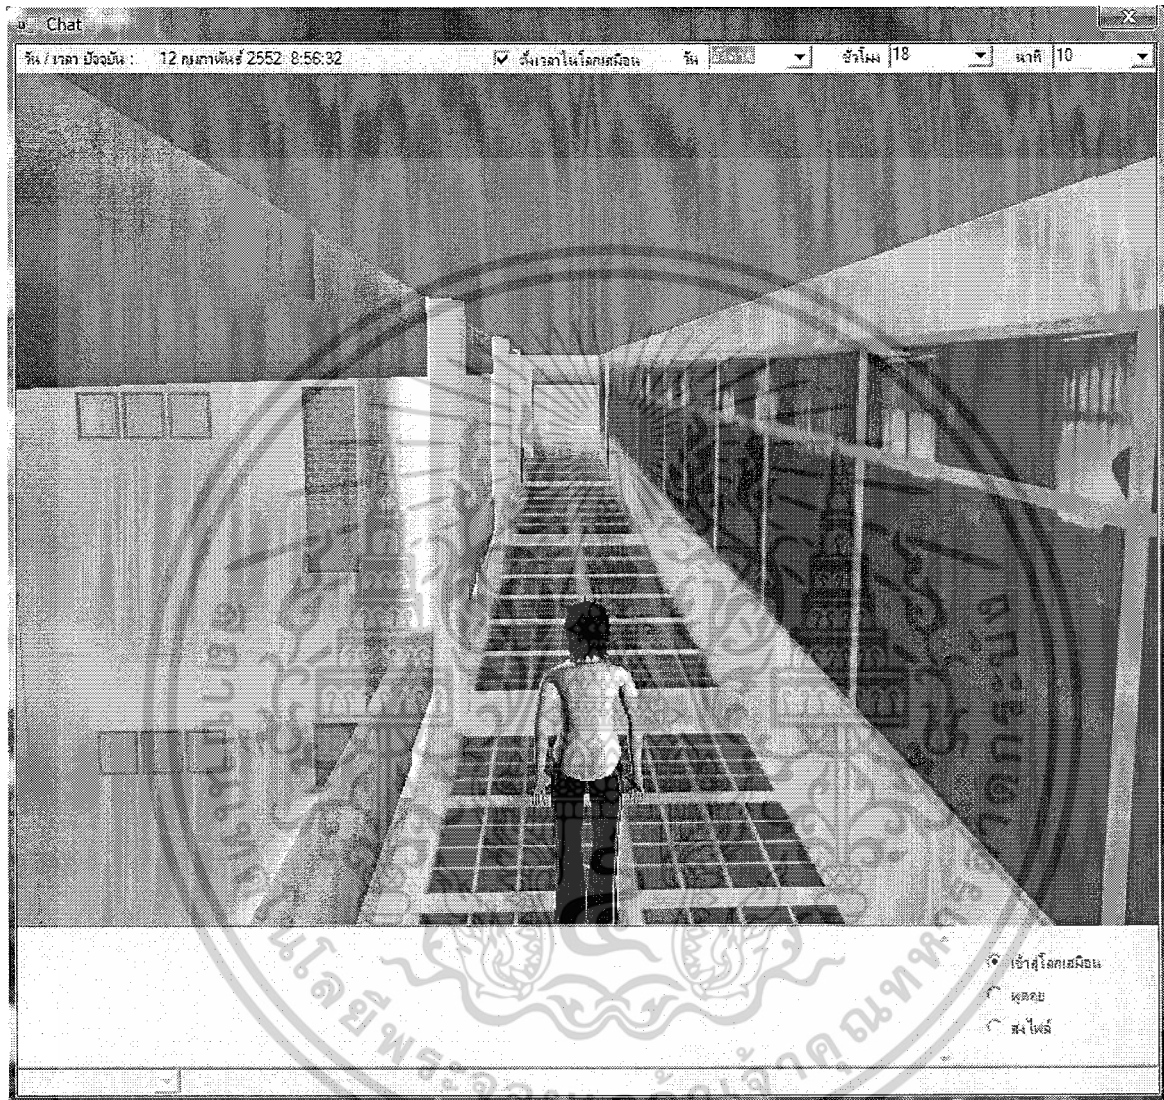 Chat
วัน / เวลา ปัจจุบัน : 12 กุมภาพันธ์ 2552 8:56:32 ตั้งเวลาในโลกเสมือน วัน ชั่วโมง 18 นาที 10
เข้าสู่โลกเสมือน
พูดคุย
ส่งไฟล์